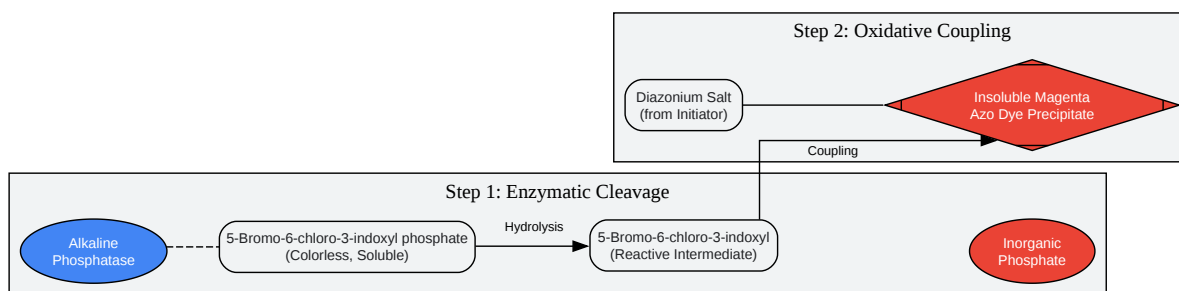 Step 2: Oxidative Coupling
Diazonium Salt
(from Initiator)
Insoluble Magenta
Azo Dye Precipitate
Coupling
Step 1: Enzymatic Cleavage
Alkaline
Phosphatase
5-Bromo-6-chloro-3-indoxyl phosphate
(Colorless, Soluble)
Hydrolysis
5-Bromo-6-chloro-3-indoxyl
(Reactive Intermediate)
Inorganic
Phosphate